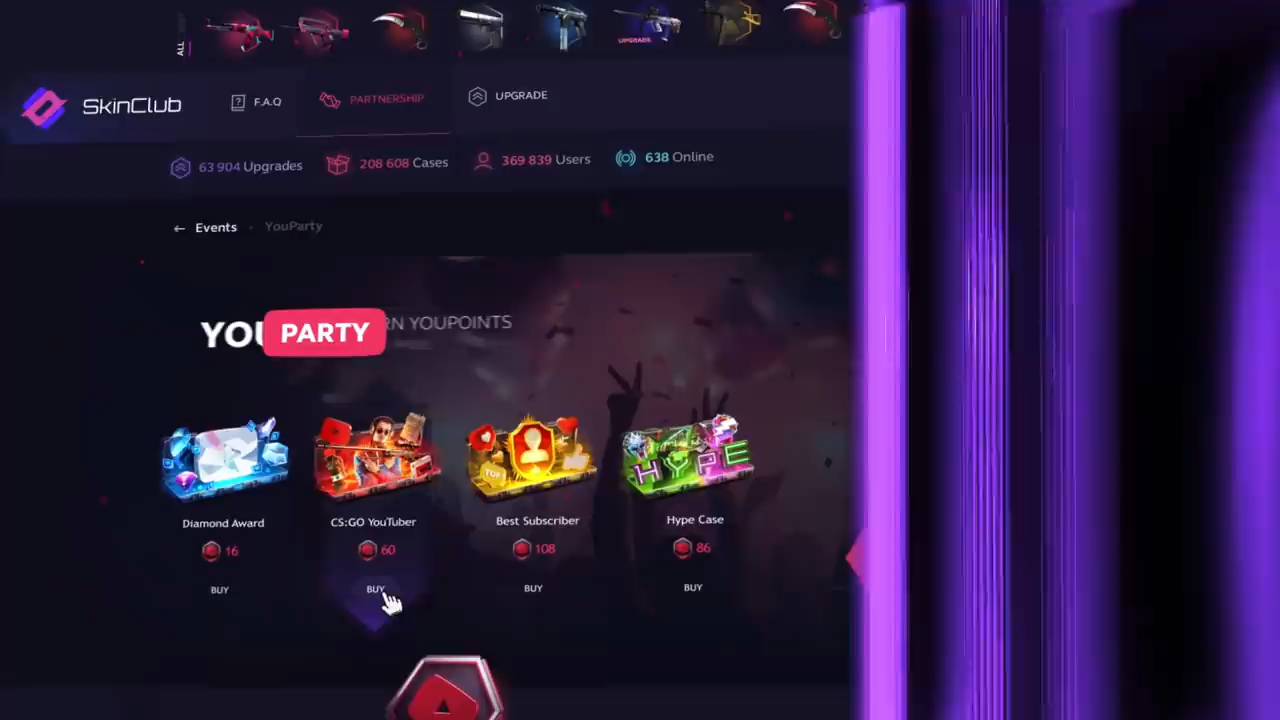 ALL
UPGRADE
SKINCLUB
F.A.Q
PARTNERSHIP
UPGRADE
63 904 Upgrades
208 608 Cases
369 839 Users
638 Online
← Events
YouParty
YOU PARTY
RN YOUPOINTS
TOP
HYPE
Diamond Award
CS:GO YouTuber
Best Subscriber
Hype Case
16
60
108
86
BUY
BUY
BUY
BUY